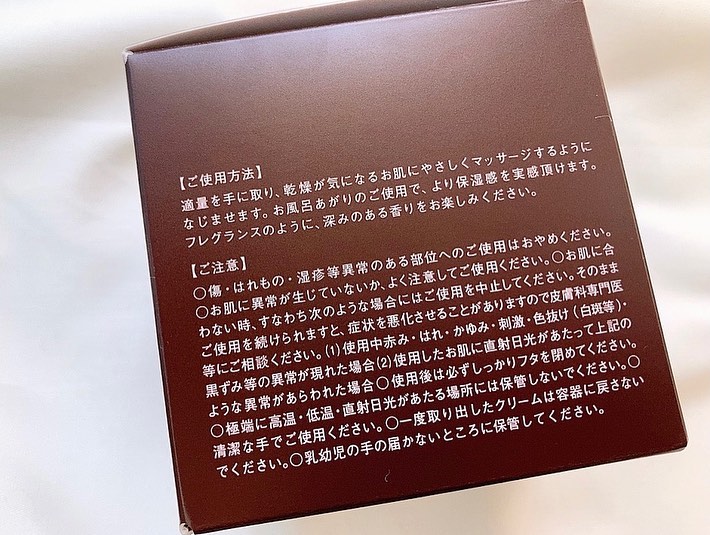 【ご使用方法】
適量を手に取り、乾燥が気になるお肌にやさしくマッサージするように
なじませます。お風呂あがりのご使用で、より保湿感を実感頂けます。
フレグランスのように、深みのある香りをお楽しみください。
【ご注意】
○傷・はれもの・湿疹等異常のある部位へのご使用はおやめください。
○お肌に異常が生じていないか、よく注意してご使用ください。○お肌に合
わない時、すなわち次のような場合にはご使用を中止してください。そのまま
ご使用を続けられますと、症状を悪化させることがありますので皮膚科専門医
等にご相談ください。(1)使用中赤み・はれ・かゆみ・刺激・色抜け(白斑等)・
黒ずみ等の異常が現れた場合(2)使用したお肌に直射日光があたって上記の
ような異常があらわれた場合○使用後は必ずしっかりフタを閉めてください。
○極端に高温・低温・直射日光があたる場所には保管しないでください。○
清潔な手でご使用ください。○一度取り出したクリームは容器に戻さない
でください。○乳幼児の手の届かないところに保管してください。